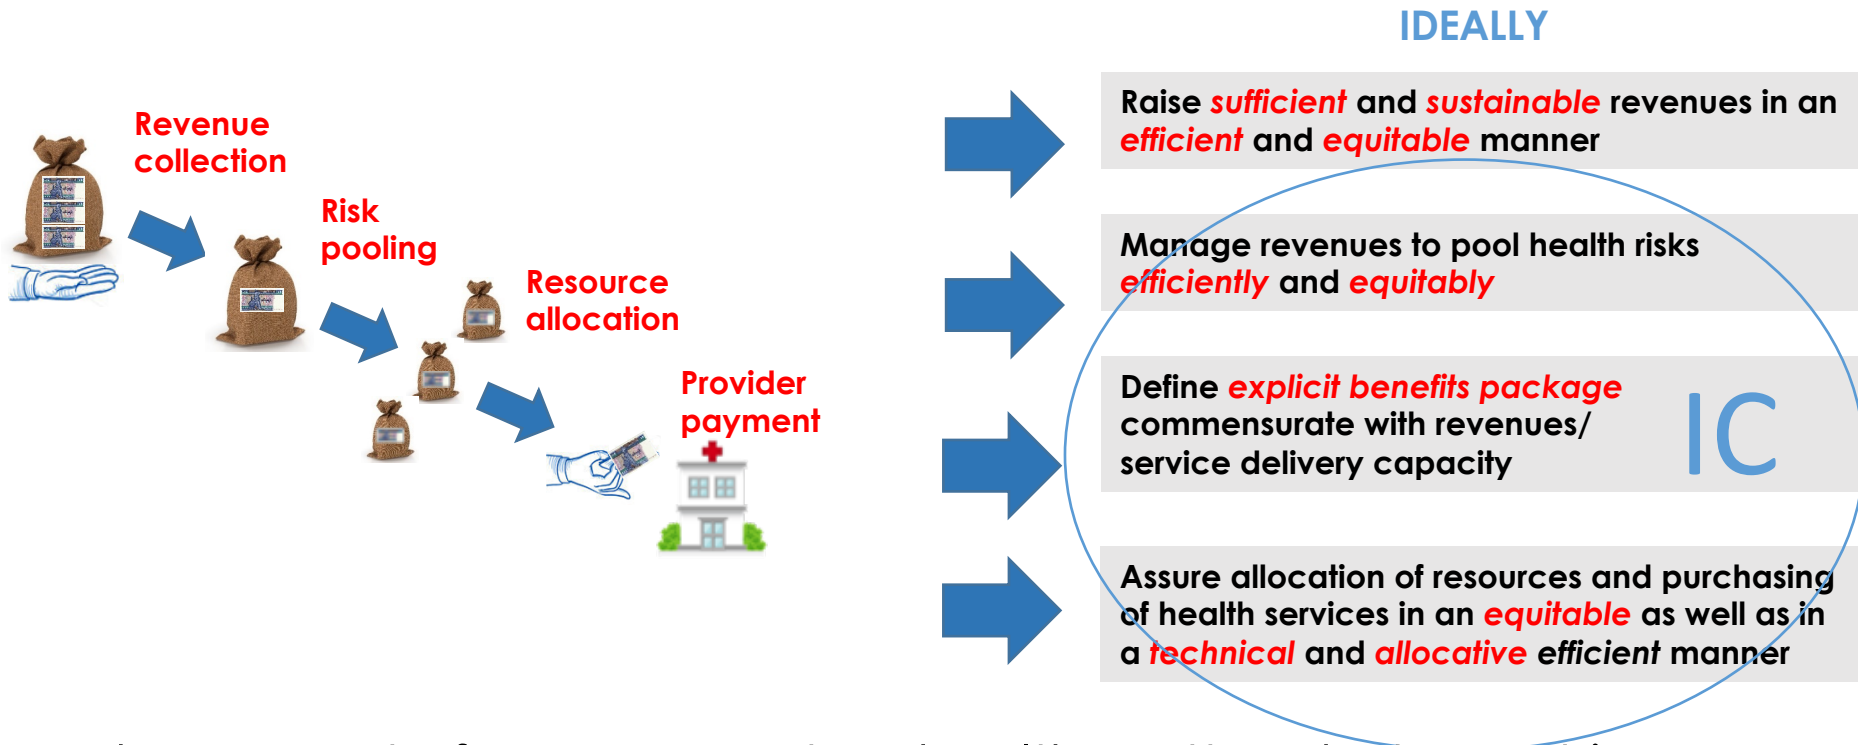 IDEALLY
Revenue
collection
Risk
pooling
Resource
allocation
Provider
payment
Raise sufficient and sustainable revenues in an
efficient and equitable manner
Manage revenues to pool health risks
efficiently and equitably
Define explicit benefits package
commensurate with revenues/
service delivery capacity
IC
Assure allocation of resources and purchasing
of health services in an equitable as well as in
a technical and allocative efficient manner